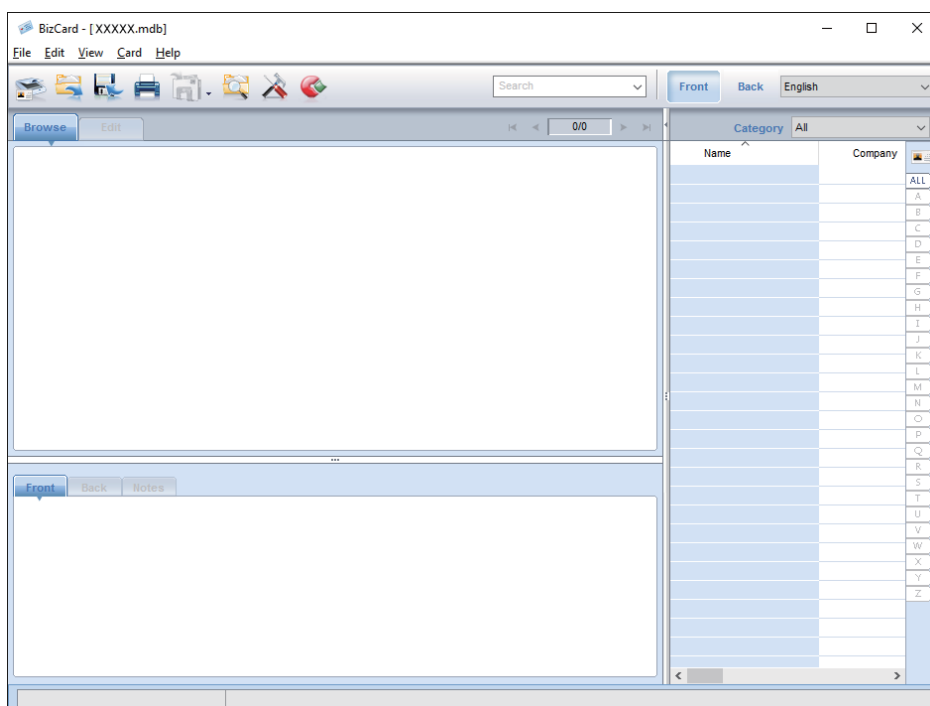 BizCard - [ XXXXX.mdb]
File Edit View Card Help
Search
Front Back English
Browse Edit 0/0
Category All
Name Company
ALL
A
B
C
D
E
F
G
H
I
J
K
L
M
N
O
P
Q
R
S
T
U
V
W
X
Y
Z
Front Back Notes